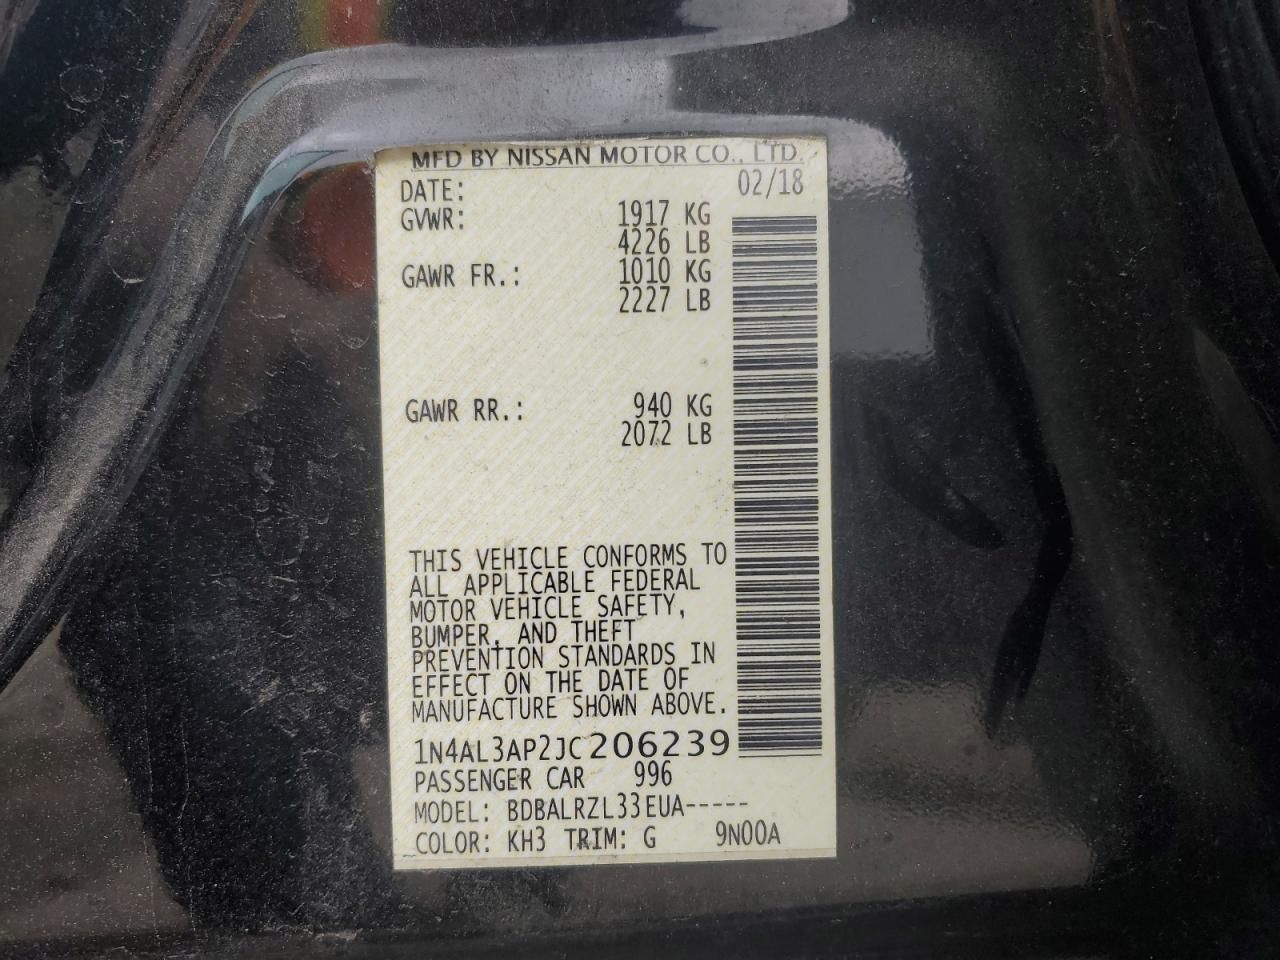 MFD BY NISSAN MOTOR CO., LTD.
DATE: 02/18
GVWR: 1917 KG
4226 LB
GAWR FR.: 1010 KG
2227 LB
GAWR RR.: 940 KG
2072 LB
THIS VEHICLE CONFORMS TO
ALL APPLICABLE FEDERAL
MOTOR VEHICLE SAFETY,
BUMPER, AND THEFT
PREVENTION STANDARDS IN
EFFECT ON THE DATE OF
MANUFACTURE SHOWN ABOVE.
1N4AL3AP2JC206239
PASSENGER CAR 996
MODEL: BDBALRZL33EUA-----
COLOR: KH3 TRIM: G 9N00A